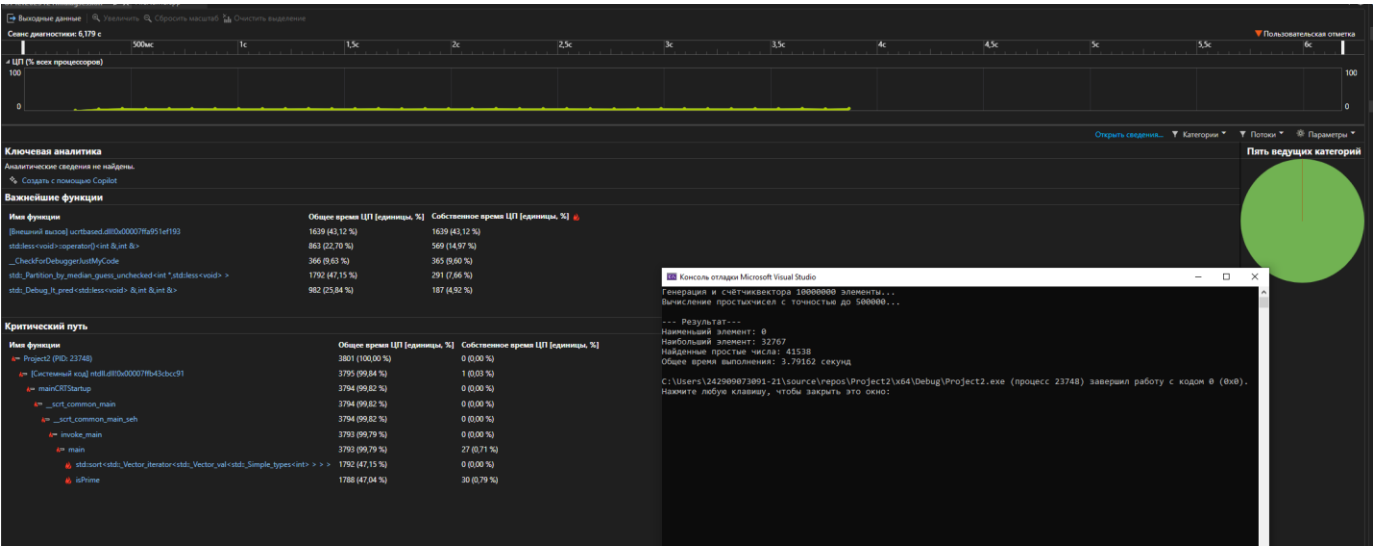 Выходные данные Увеличить Сбросить масштаб Очистить выделение
Сеанс диагностики: 6,179 с
Пользовательская отметка
500мс 1с 1,5с 2с 2,5с 3с 3,5с 4с 4,5с 5с 5,5с 6с
ЦП (% всех процессоров)
100 100
0 0
Открыть сведения... Категории Потоки Параметры
Ключевая аналитика
Пять ведущих категорий
Аналитические сведения не найдены.
Создать с помощью Copilot
Важнейшие функции
Имя функции Общее время ЦП [единицы, %] Собственное время ЦП [единицы, %]
[Внешний вызов] ucrtbased.dll!0x00007ffa951ef193 1639 (43,12 %) 1639 (43,12 %)
std::less<void>::operator()<int &,int &> 863 (22,70 %) 569 (14,97 %)
__CheckForDebuggerJustMyCode 366 (9,63 %) 365 (9,60 %)
std::_Partition_by_median_guess_unchecked<int *,std::less<void> > 1792 (47,15 %) 291 (7,66 %)
std::_Debug_lt_pred<std::less<void> &,int &,int &> 982 (25,84 %) 187 (4,92 %)
Критический путь
Имя функции Общее время ЦП [единицы, %] Собственное время ЦП [единицы, %]
Project2 (PID: 23748) 3801 (100,00 %) 0 (0,00 %)
[Системный код] ntdll.dll!0x00007ffb43cbcc91 3795 (99,84 %) 1 (0,03 %)
mainCRTStartup 3794 (99,82 %) 0 (0,00 %)
__scrt_common_main 3794 (99,82 %) 0 (0,00 %)
__scrt_common_main_seh 3794 (99,82 %) 0 (0,00 %)
invoke_main 3793 (99,79 %) 0 (0,00 %)
main 3793 (99,79 %) 27 (0,71 %)
std::sort<std::_Vector_iterator<std::_Vector_val<std::_Simple_types<int> > > > 1792 (47,15 %) 0 (0,00 %)
isPrime 1788 (47,04 %) 30 (0,79 %)
Консоль отладки Microsoft Visual Studio
Генерация и счётчиквектора 10000000 элементы...
Вычисление простыхчисел с точностью до 500000...
--- Результат---
Наименьший элемент: 0
Наибольший элемент: 32767
Найденные простые числа: 41538
Общее время выполнения: 3.79162 секунд
C:\Users\242909073091-21\source\repos\Project2\x64\Debug\Project2.exe (процесс 23748) завершил работу с кодом 0 (0x0).
Нажмите любую клавишу, чтобы закрыть это окно: